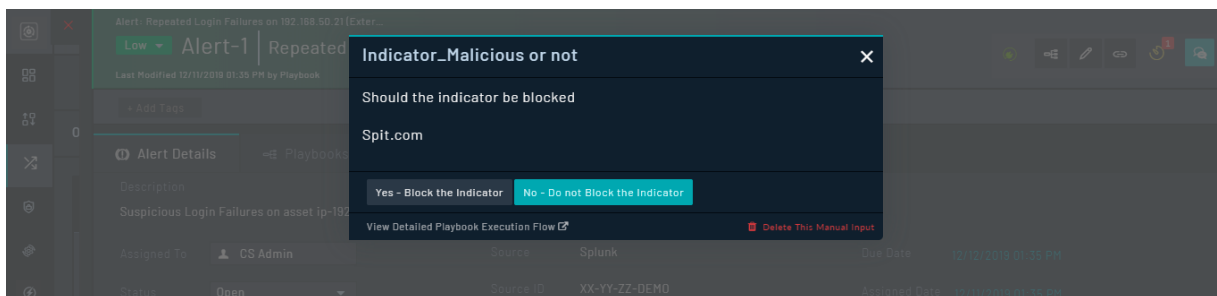 Alert: Repeated Login Failures on 192.168.50.21 (Exter...
Low Alert-1 Repeated
Last Modified 12/11/2019 01:35 PM by Playbook
+ Add Tags
0
Alert Details Playbooks
Description
Suspicious Login Failures on asset ip-192
Indicator_Malicious or not
Should the indicator be blocked
Spit.com
Yes - Block the Indicator No - Do not Block the Indicator
View Detailed Playbook Execution Flow Delete This Manual Input
Assigned To CS Admin Source Splunk Due Date 12/12/2019 01:35 PM
Status Open Source ID XX-YY-ZZ-DEMO Assigned Date 12/11/2019 01:35 PM